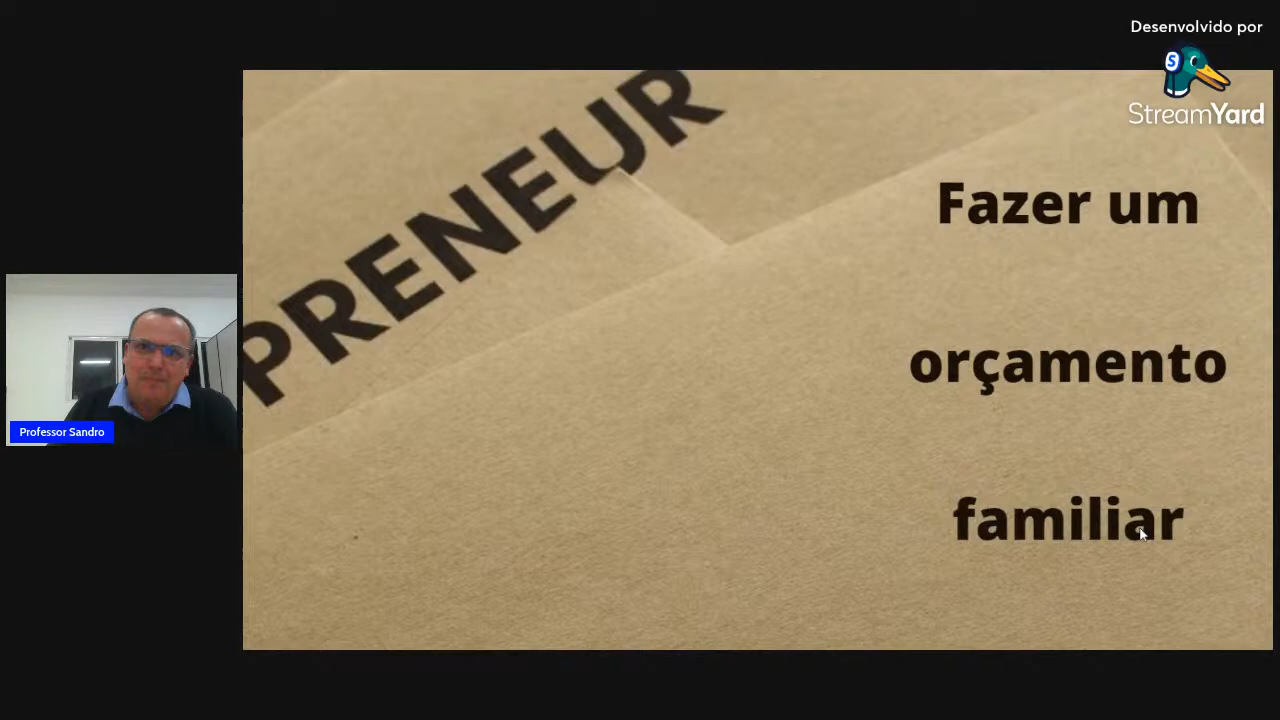 Desenvolvido por
StreamYard
PRENEUR
Fazer um
orçamento
familiar
Professor Sandro